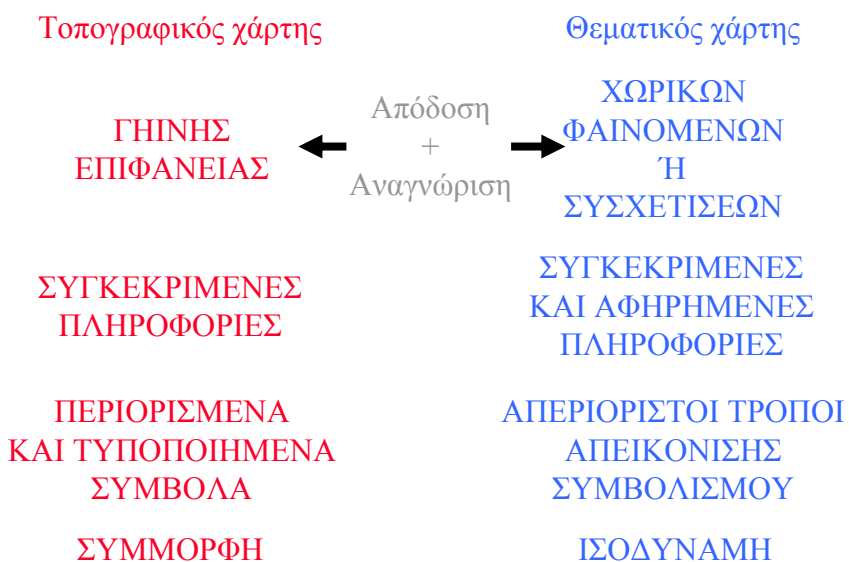 Τοπογραφικός χάρτης
Θεματικός χάρτης
ΓΗΙΝΗΣ
ΕΠΙΦΑΝΕΙΑΣ
Απόδοση
+
Αναγνώριση
ΧΩΡΙΚΩΝ
ΦΑΙΝΟΜΕΝΩΝ
Ή
ΣΥΣΧΕΤΙΣΕΩΝ
ΣΥΓΚΕΚΡΙΜΕΝΕΣ
ΠΛΗΡΟΦΟΡΙΕΣ
ΣΥΓΚΕΚΡΙΜΕΝΕΣ
ΚΑΙ ΑΦΗΡΗΜΕΝΕΣ
ΠΛΗΡΟΦΟΡΙΕΣ
ΠΕΡΙΟΡΙΣΜΕΝΑ
ΚΑΙ ΤΥΠΟΠΟΙΗΜΕΝΑ
ΣΥΜΒΟΛΑ
ΑΠΕΡΙΟΡΙΣΤΟΙ ΤΡΟΠΟΙ
ΑΠΕΙΚΟΝΙΣΗΣ
ΣΥΜΒΟΛΙΣΜΟΥ
ΣΥΜΜΟΡΦΗ
ΙΣΟΔΥΝΑΜΗ